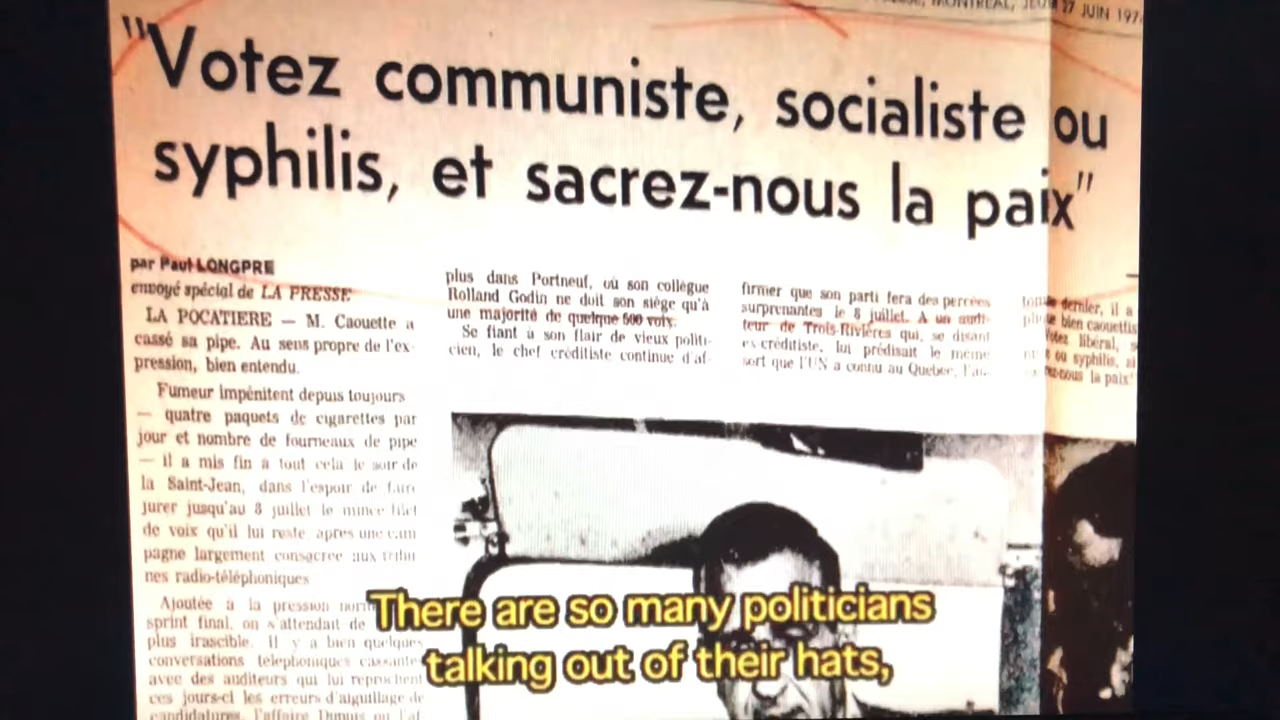 MONTRÉAL, JEUDI 27 JUIN 197
"Votez communiste, socialiste ou
syphilis, et sacrez-nous la paix"
par Paul LONGPRE
envoyé spécial de LA PRESSE
LA POCATIERE — M. Caouette a
cassé sa pipe. Au sens propre de l'ex-
pression, bien entendu.
Fumeur impénitent depuis toujours
— quatre paquets de cigarettes par
jour et nombre de fourneaux de pipe
— il a mis fin à tout cela le soir de
la Saint-Jean, dans l'espoir de faire
jurer jusqu'au 8 juillet le mince filet
de voix qu'il lui reste après une cam
pagne largement consacrée aux tribu
nes radio-téléphoniques
Ajoutée à la pression
sprint final, on s'attendait de
plus irascible. Il y a bien quelques
conversations téléphoniques cassante
avec des auditeurs qui lui reprochent
ces jours-ci les erreurs d'aiguillage de
candidatures, l'affaire Dupuis ou l'af
plus dans Portneuf, où son collègue
Rolland Godin ne doit son siège qu'à
une majorité de quelque 600 voix.
Se fiant à son flair de vieux politi-
cien, le chef créditiste continue d'af-
firmer que son parti fera des percées
surprenantes le 8 juillet. A un audi-
teur de Trois-Rivières qui, se disant
ex-créditiste, lui prédisait le même
sort que l'UN a connu au Québec, l'au-
dernier, il a
bien caouettis
Votez libéral, s
ou syphilis, et
nous la paix"
There are so many politicians
talking out of their hats,